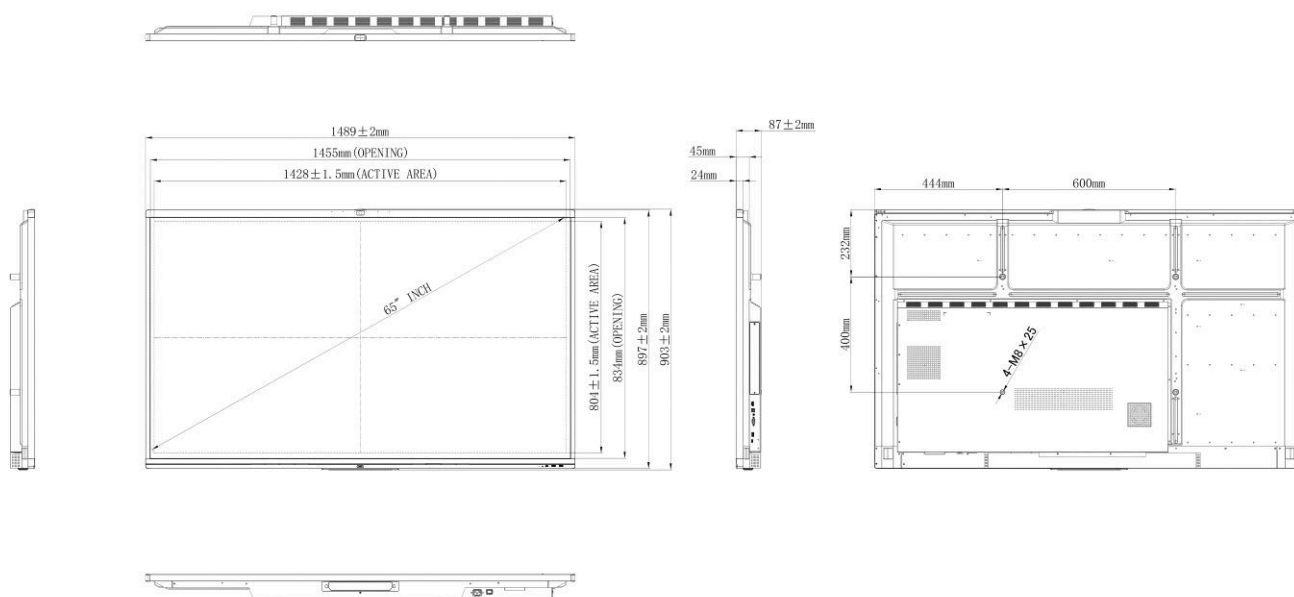 1489±2mm
1455mm(OPENING)
1428±1.5mm(ACTIVE AREA)
65" INCH
804±1.5mm(ACTIVE AREA)
834mm(OPENING)
897±2mm
903±2mm
87±2mm
45mm
24mm
444mm
600mm
232mm
400mm
4-M8×25